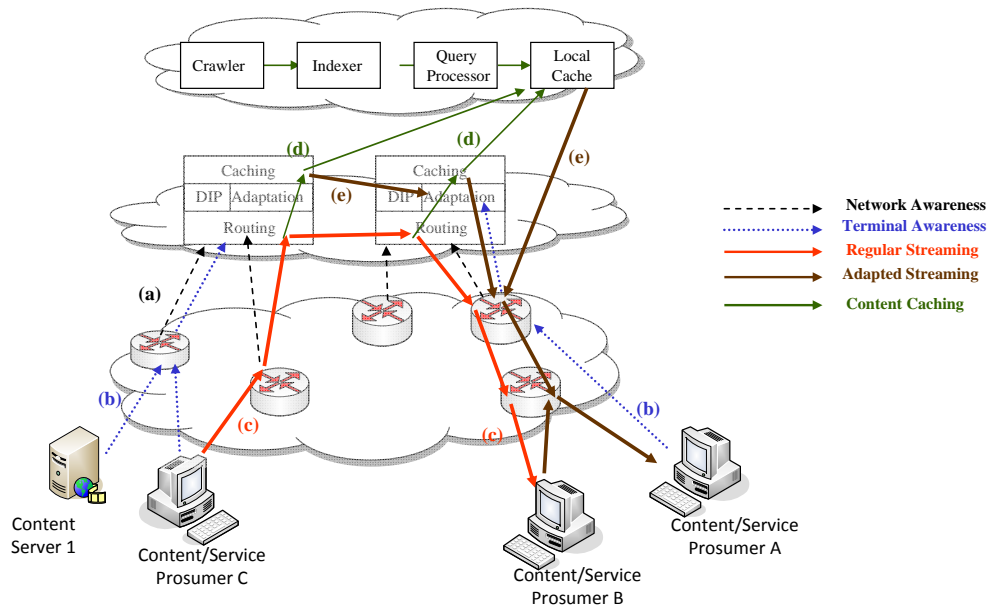 Crawler
Indexer
Query
Processor
Local
Cache
(d)
(d)
(e)
Caching
DIP
Adaptation
Routing
(e)
Caching
DIP
Adaptation
Routing
Network Awareness
Terminal Awareness
Regular Streaming
Adapted Streaming
Content Caching
(a)
(b)
(c)
(c)
(b)
Content
Server 1
Content/Service
Prosumer C
Content/Service
Prosumer B
Content/Service
Prosumer A